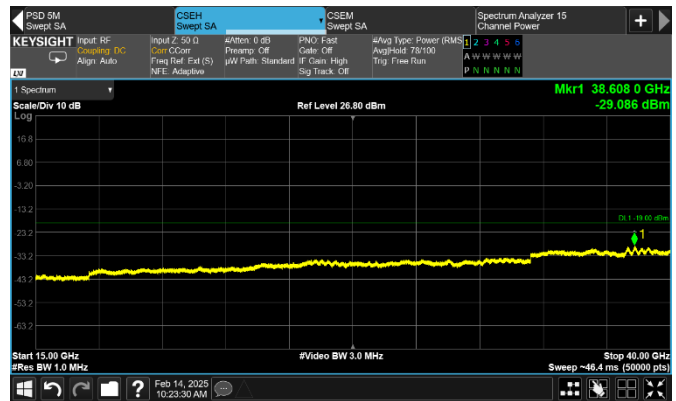 PSD 5M
Swept SA
CSEH
Swept SA
CSEM
Swept SA
Spectrum Analyzer 15
Channel Power
KEYSIGHT
Input: RF
Coupling: DC
Align: Auto
Input Z: 50 Ω
Corr CCorr
Freq Ref: Ext (S)
NFE: Adaptive
#Atten: 0 dB
Preamp: Off
µW Path: Standard
PNO: Fast
Gate: Off
IF Gain: High
Sig Track: Off
#Avg Type: Power (RMS)
Avg|Hold: 78/100
Trig: Free Run
1 2 3 4 5 6
A W W W W W
P N N N N N
LXI
1 Spectrum
Scale/Div 10 dB
Ref Level 26.80 dBm
Mkr1 38.608 0 GHz
-29.086 dBm
Log
16.8
6.80
-3.20
-13.2
DL1 -19.00 dBm
-23.2
1
-33.2
-43.2
-53.2
-63.2
Start 15.00 GHz
#Video BW 3.0 MHz
Stop 40.00 GHz
#Res BW 1.0 MHz
Sweep ~46.4 ms (50000 pts)
Feb 14, 2025
10:23:30 AM